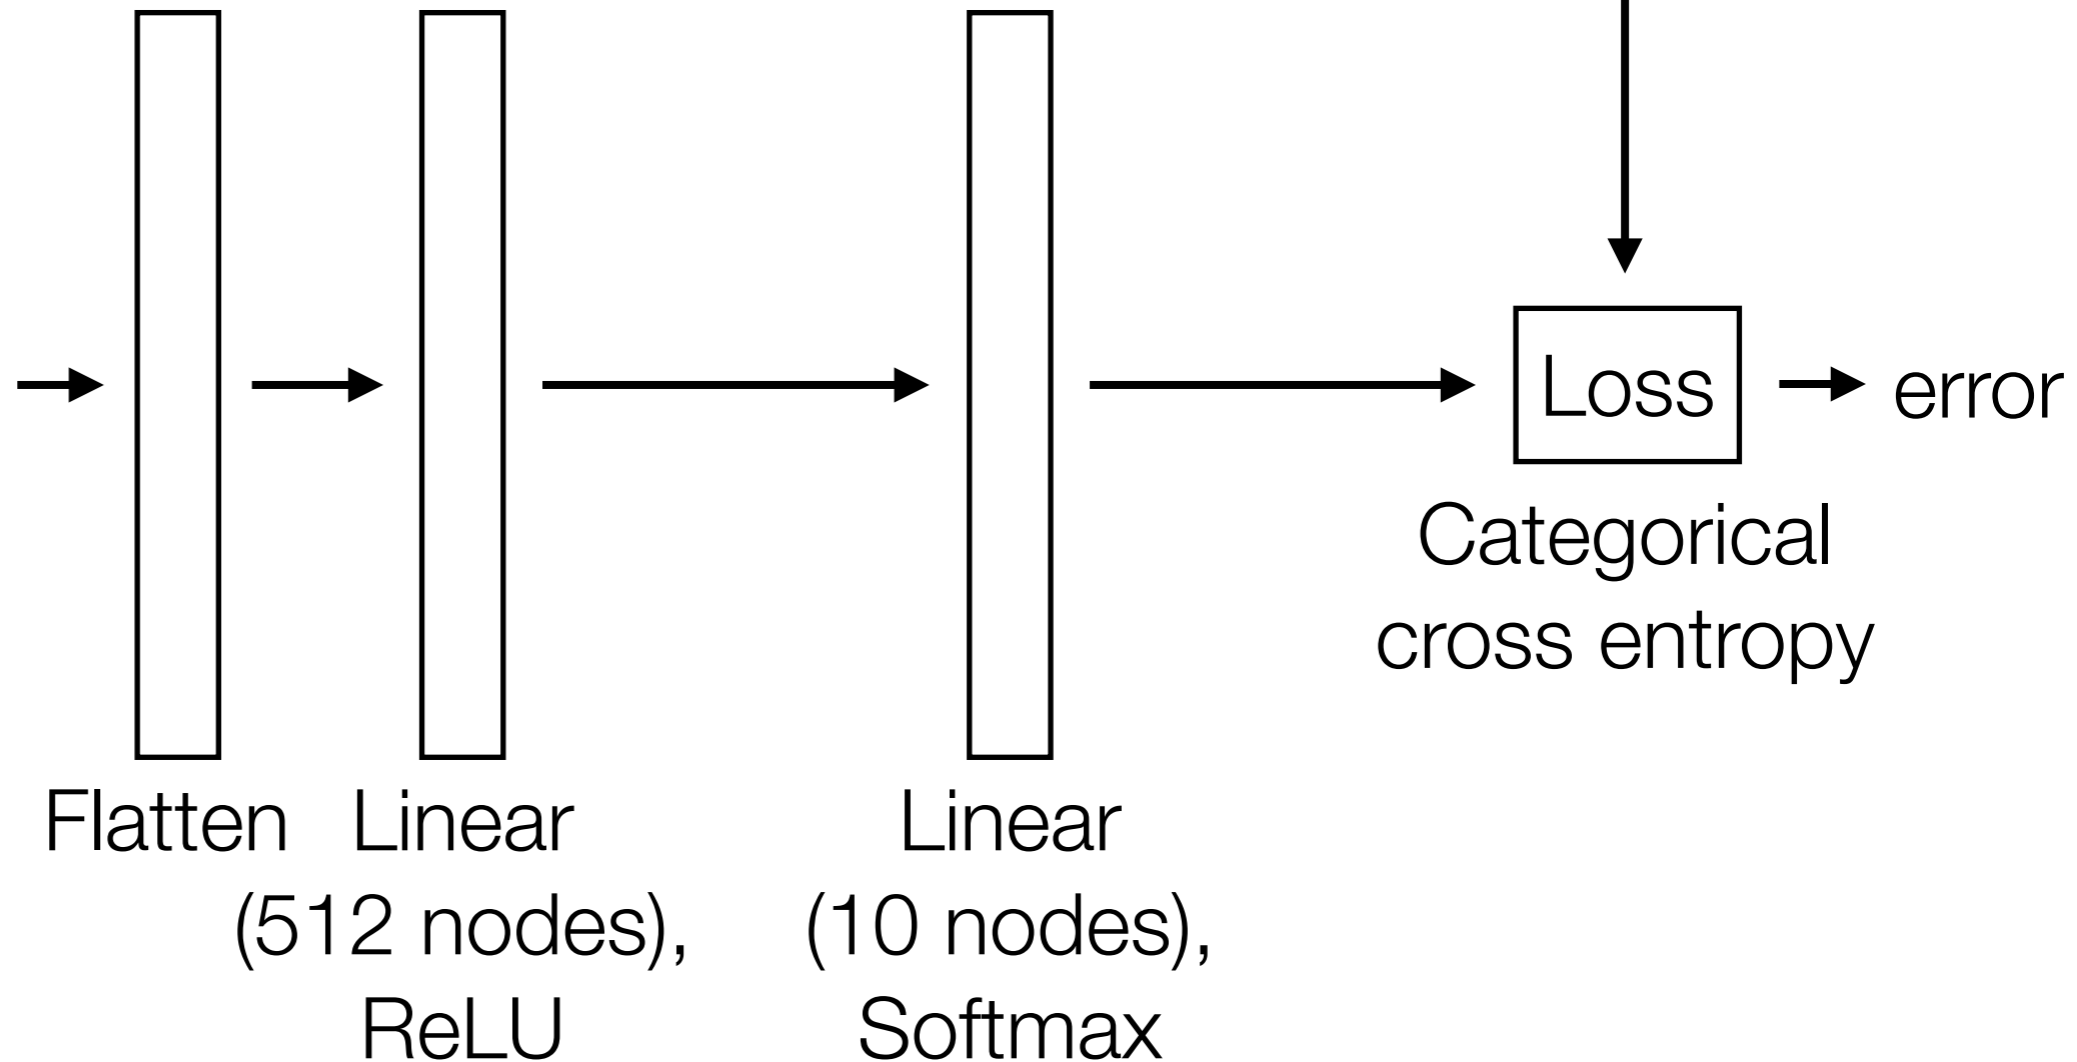 Loss
error
Categorical
cross entropy
Flatten
Linear
(512 nodes),
ReLU
Linear
(10 nodes),
Softmax